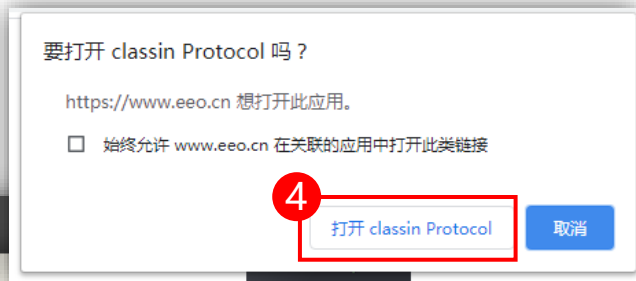 要打开 classin Protocol 吗？
https://www.eeo.cn 想打开此应用。
始终允许 www.eeo.cn 在关联的应用中打开此类链接
4
打开 classin Protocol
取消